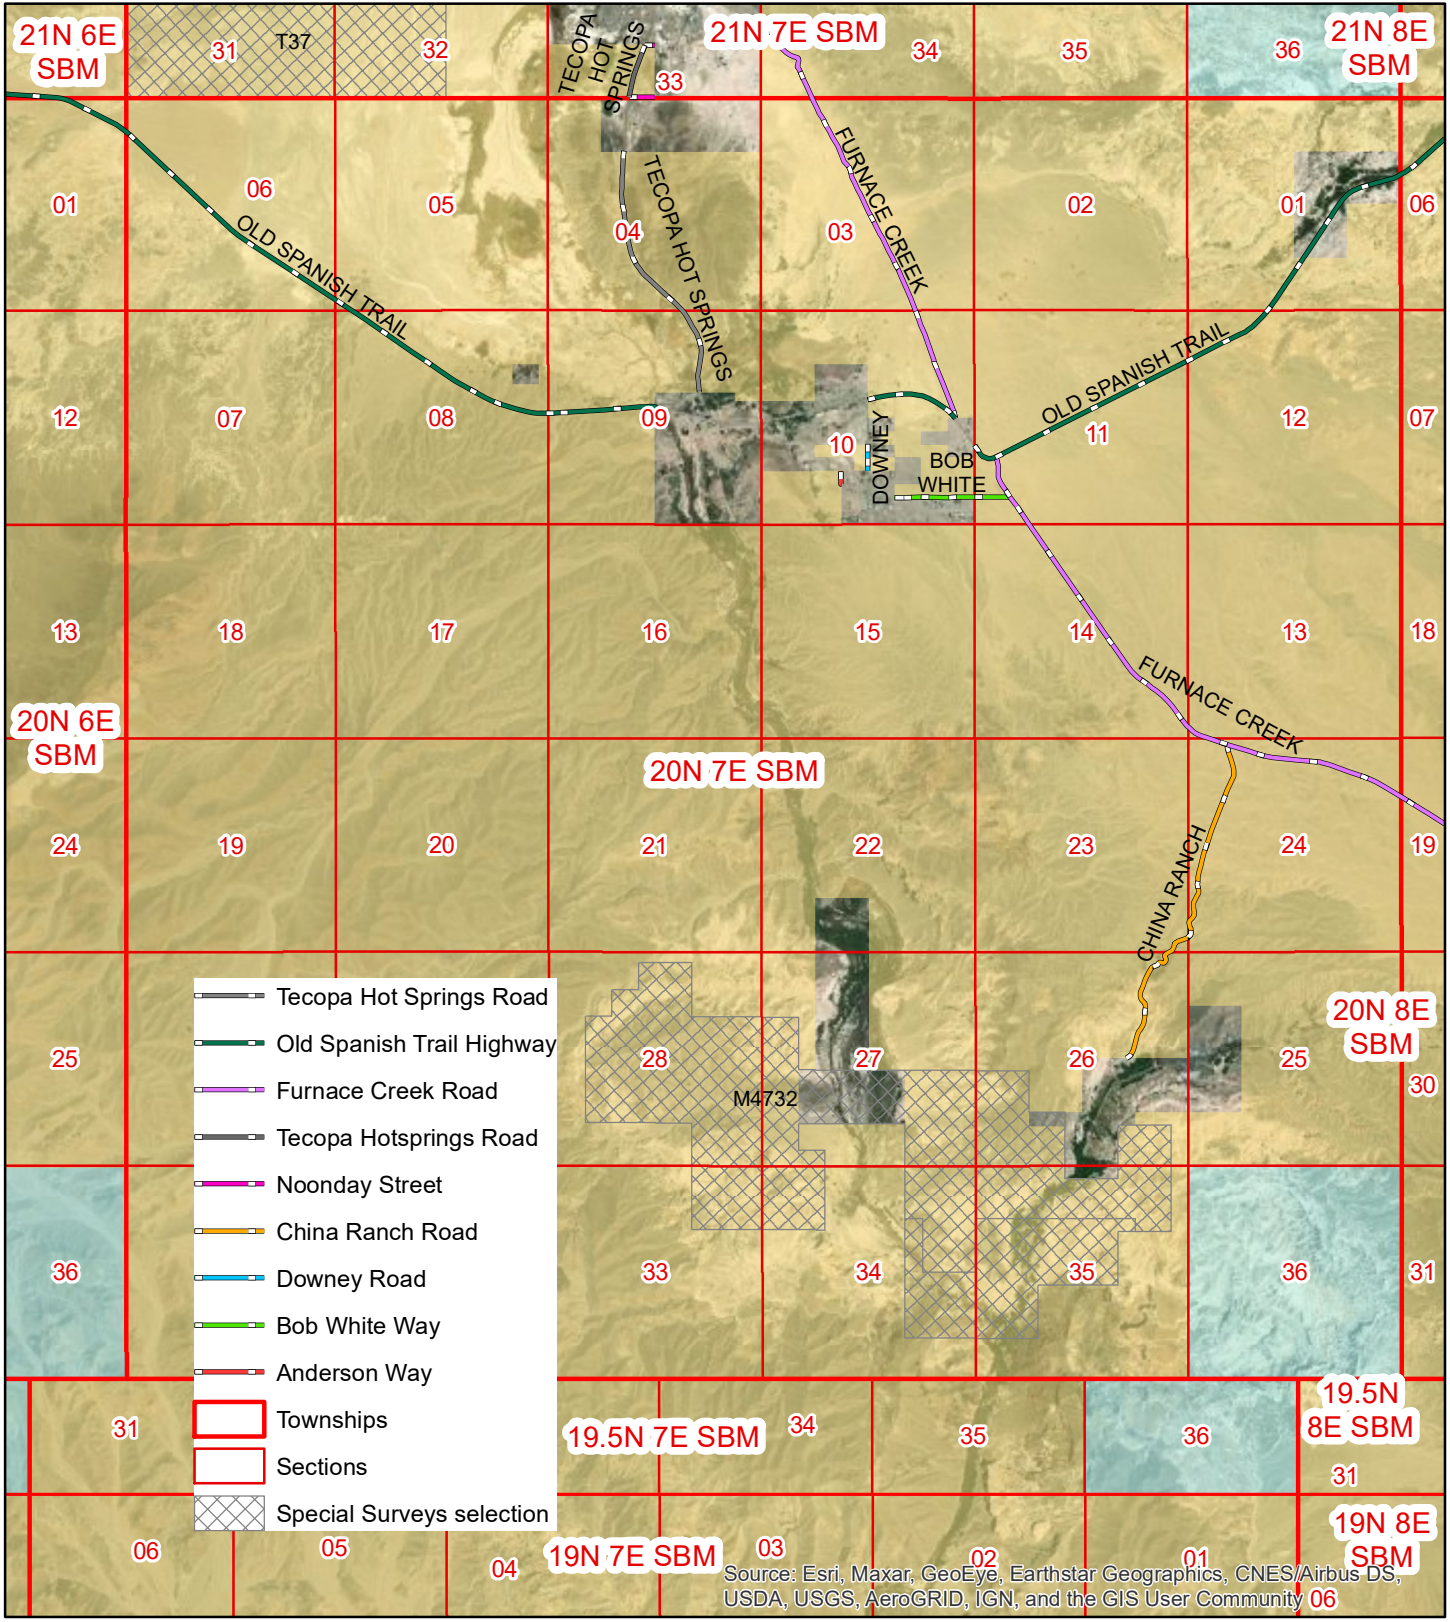 21N 6E
SBM
31
T37
32
TECOPA
HOT
SPRINGS
33
21N 7E SBM
34
35
36
21N 8E
SBM
01
06
05
04
03
02
01
06
OLD SPANISH TRAIL
TECOPA HOT SPRINGS
FURNACE CREEK
OLD SPANISH TRAIL
12
07
08
09
10
DOWNEY
BOB
WHITE
11
12
07
13
18
17
16
15
14
13
18
FURNACE CREEK
20N 6E
SBM
20N 7E SBM
24
19
20
21
22
23
CHINA RANCH
24
19
25
28
M4732
27
26
25
20N 8E
SBM
30
Tecopa Hot Springs Road
Old Spanish Trail Highway
Furnace Creek Road
Tecopa Hotsprings Road
Noonday Street
China Ranch Road
Downey Road
Bob White Way
Anderson Way
Townships
Sections
Special Surveys selection
36
33
34
35
36
31
31
19.5N 7E SBM
34
35
36
19.5N
8E SBM
31
06
05
04
19N 7E SBM
03
02
01
19N 8E
SBM
06
Source: Esri, Maxar, GeoEye, Earthstar Geographics, CNES/Airbus DS,
USDA, USGS, AeroGRID, IGN, and the GIS User Community